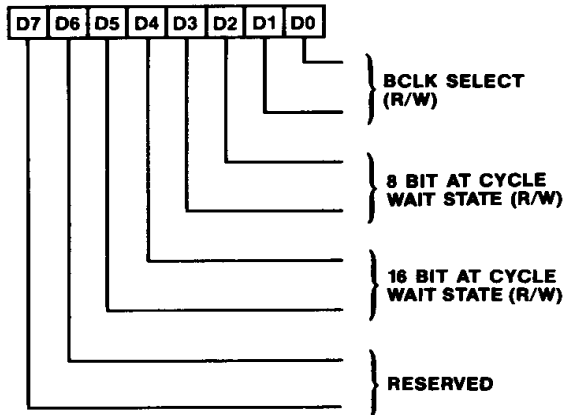 D7 D6 D5 D4 D3 D2 D1 D0
BCLK SELECT
(R/W)
8 BIT AT CYCLE
WAIT STATE (R/W)
16 BIT AT CYCLE
WAIT STATE (R/W)
RESERVED